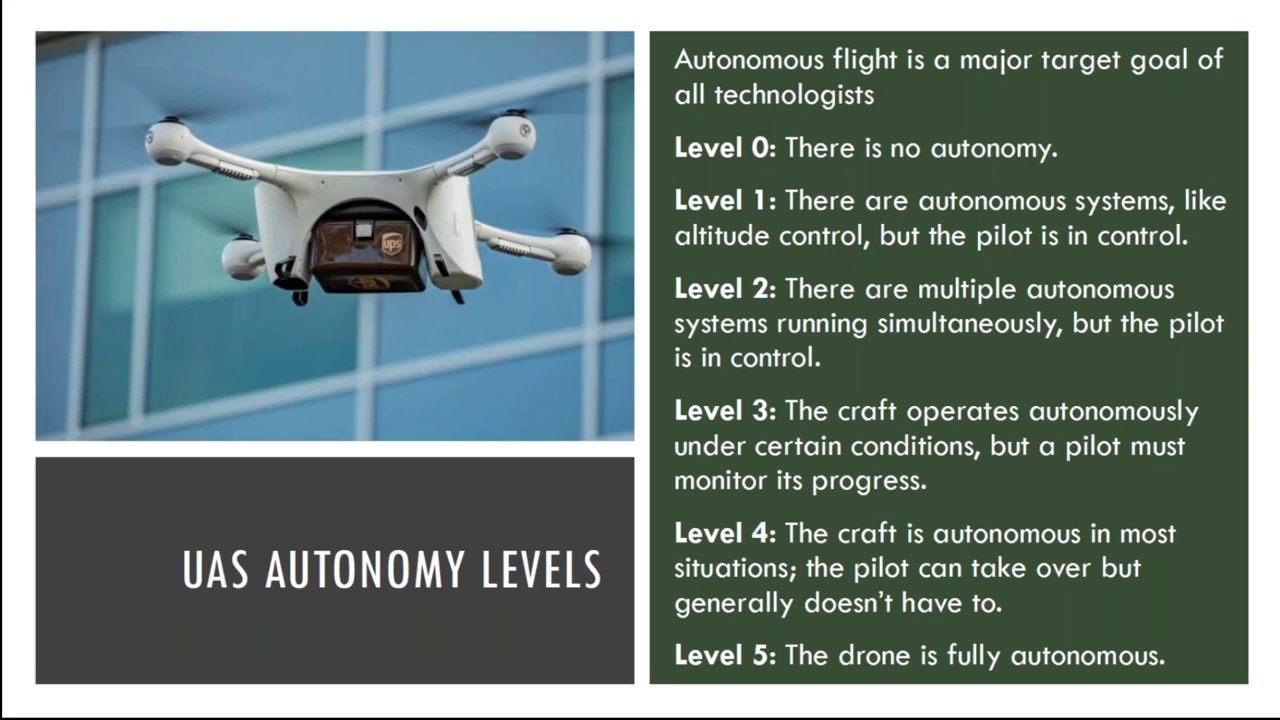 ups
UAS AUTONOMY LEVELS
Autonomous flight is a major target goal of
all technologists
Level 0: There is no autonomy.
Level 1: There are autonomous systems, like
altitude control, but the pilot is in control.
Level 2: There are multiple autonomous
systems running simultaneously, but the pilot
is in control.
Level 3: The craft operates autonomously
under certain conditions, but a pilot must
monitor its progress.
Level 4: The craft is autonomous in most
situations; the pilot can take over but
generally doesn't have to.
Level 5: The drone is fully autonomous.